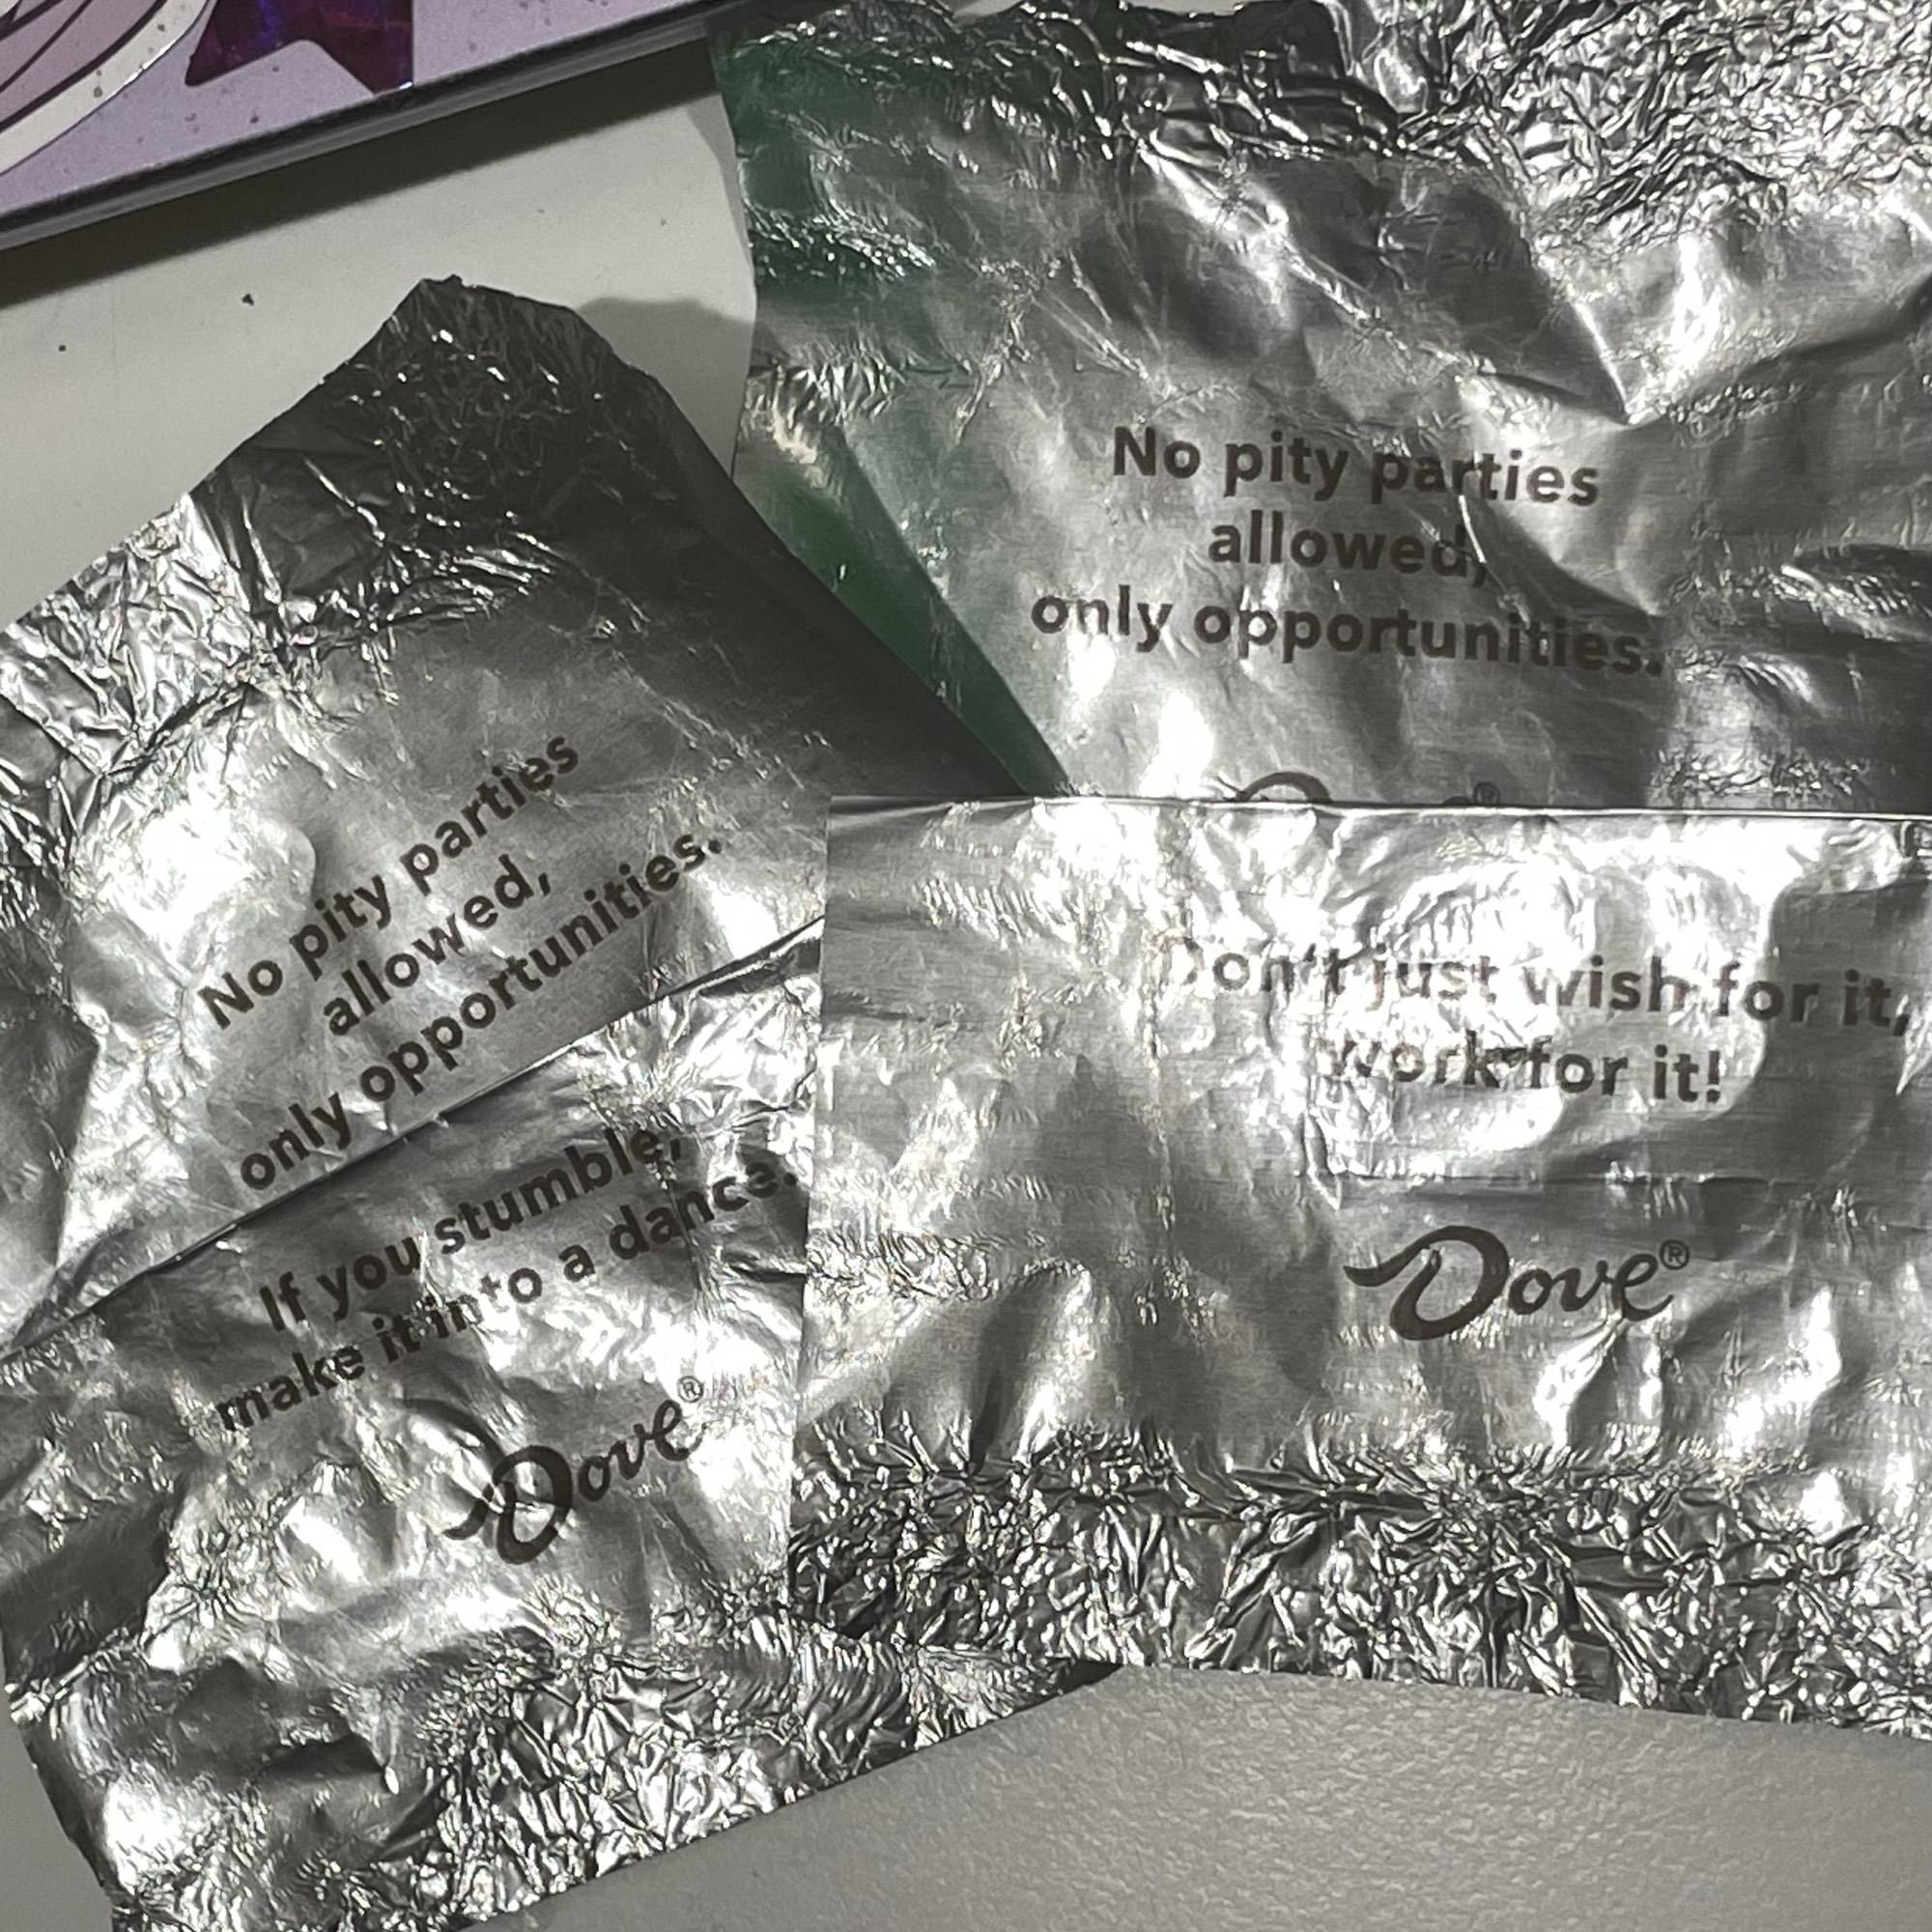 No pity parties
allowed,
only opportunities.
No pity parties
allowed,
only opportunities.
Don't just wish for it,
work for it!
Dove®
If you stumble,
make it into a dance.
Dove®